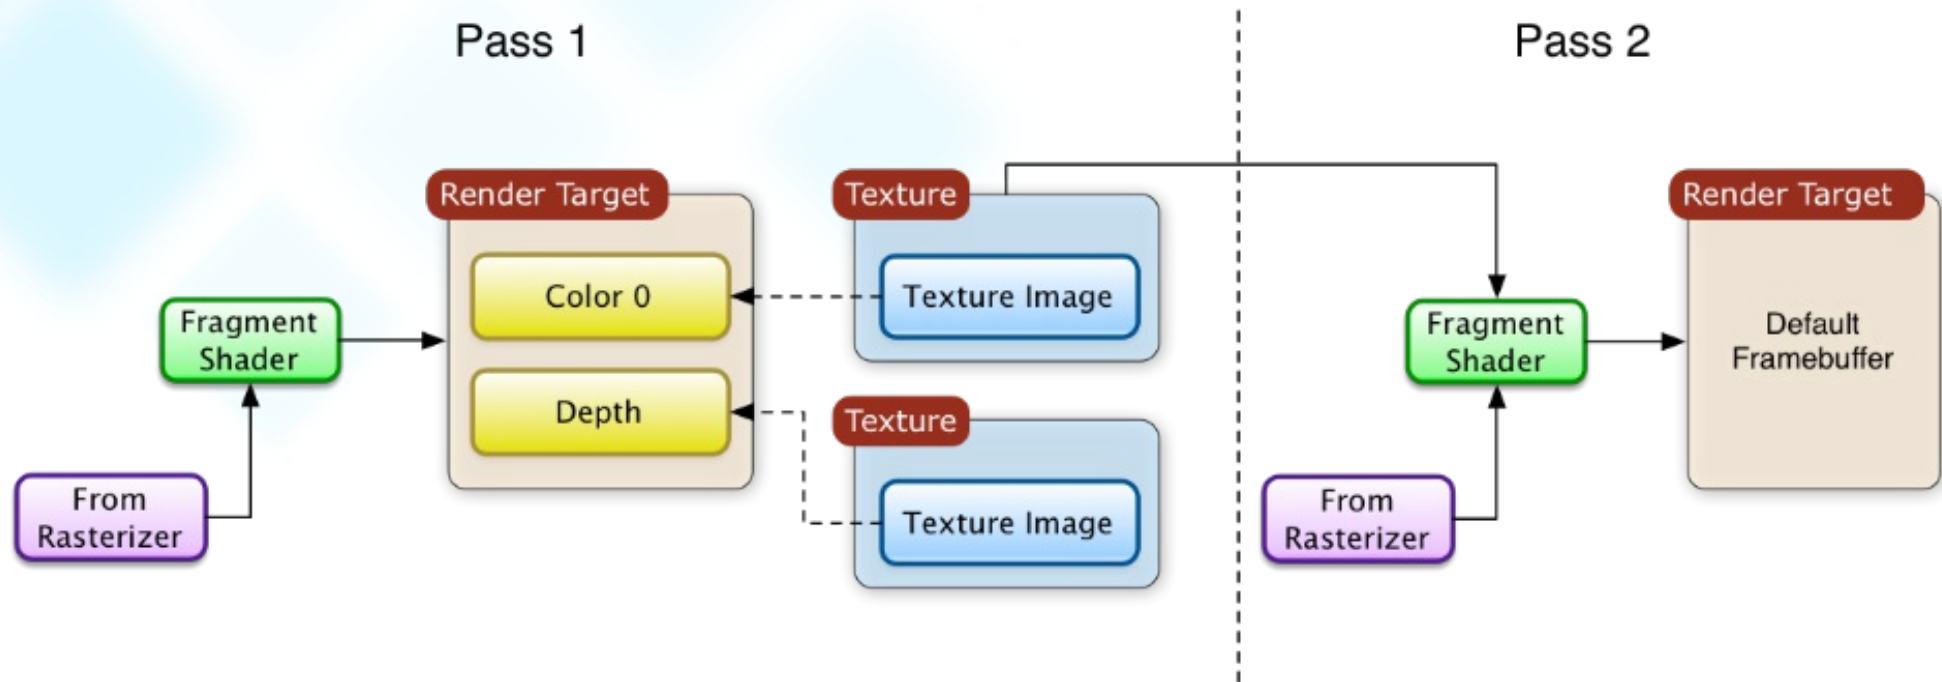 Pass 1
Render Target
Color 0
Depth
Fragment
Shader
From
Rasterizer
Texture
Texture Image
Texture
Texture Image
Pass 2
Fragment
Shader
From
Rasterizer
Render Target
Default
Framebuffer